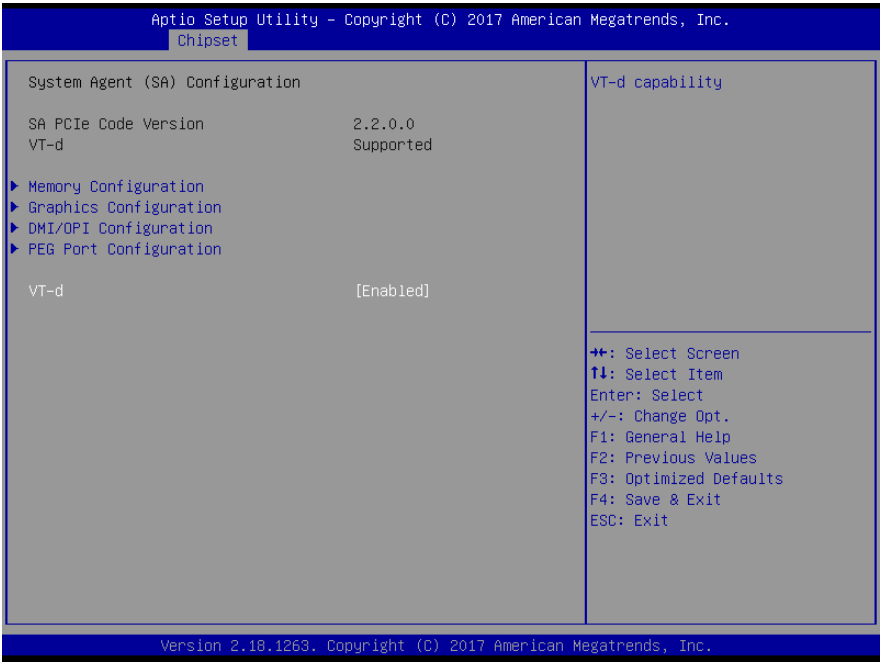 Aptio Setup Utility – Copyright (C) 2017 American Megatrends, Inc.
Chipset
System Agent (SA) Configuration
SA PCIe Code Version 2.2.0.0
VT-d Supported
Memory Configuration
Graphics Configuration
DMI/OPI Configuration
PEG Port Configuration
VT-d [Enabled]
VT-d capability
→←: Select Screen
↑↓: Select Item
Enter: Select
+/-: Change Opt.
F1: General Help
F2: Previous Values
F3: Optimized Defaults
F4: Save & Exit
ESC: Exit
Version 2.18.1263. Copyright (C) 2017 American Megatrends, Inc.